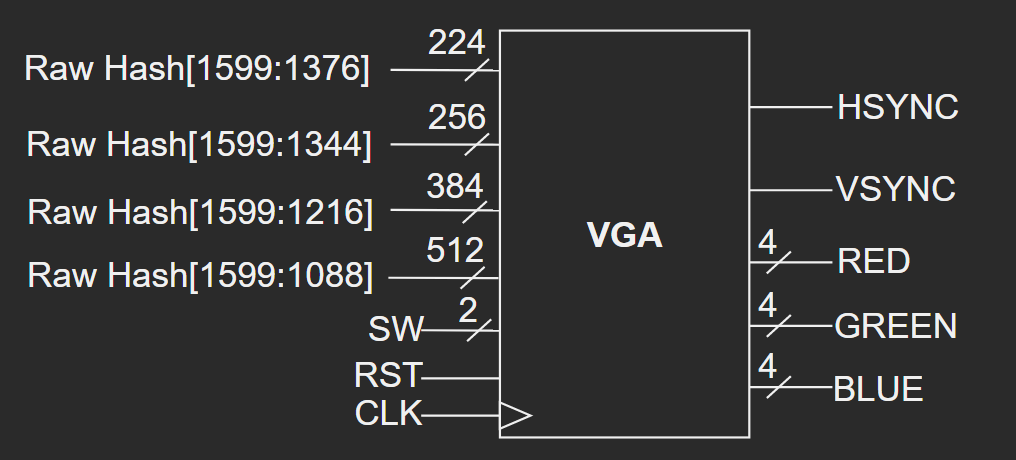 224
Raw Hash[1599:1376]
256
Raw Hash[1599:1344]
384
Raw Hash[1599:1216]
512
Raw Hash[1599:1088]
2
SW
RST
CLK
VGA
HSYNC
VSYNC
4
RED
4
GREEN
4
BLUE